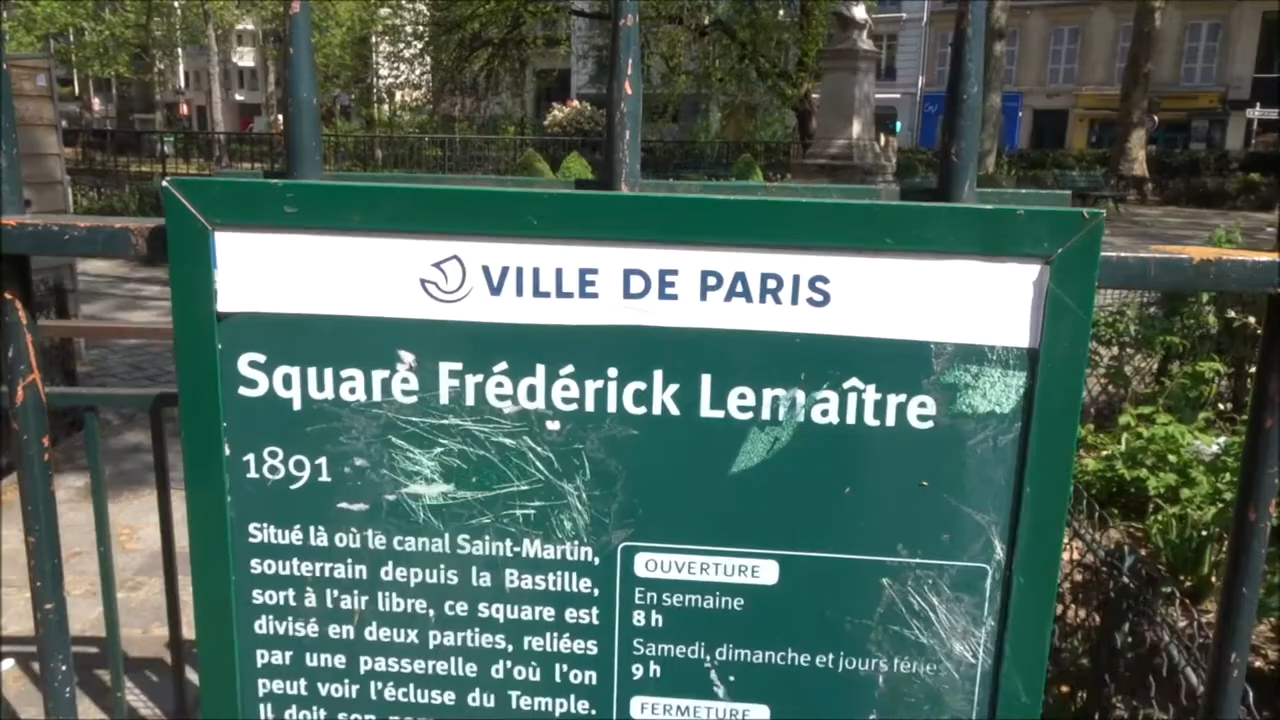 VILLE DE PARIS
Square Frédérick Lemaître
1891
Situé là où le canal Saint-Martin,
souterrain depuis la Bastille,
sort à l'air libre, ce square est
divisé en deux parties, reliées
par une passerelle d'où l'on
peut voir l'écluse du Temple.
Il doit son
OUVERTURE
En semaine
8 h
Samedi, dimanche et jours férié
9 h
FERMETURE